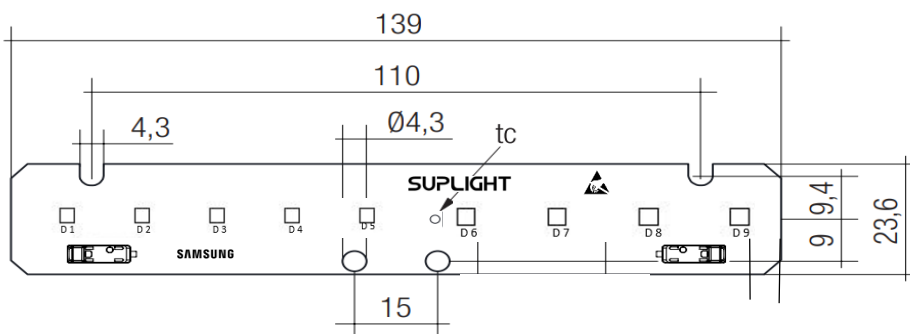 139
110
4,3
Ø4,3
tc
SUPLIGHT
D1
D2
D3
D4
D5
D6
D7
D8
D9
SAMSUNG
9,4
9
23,6
15